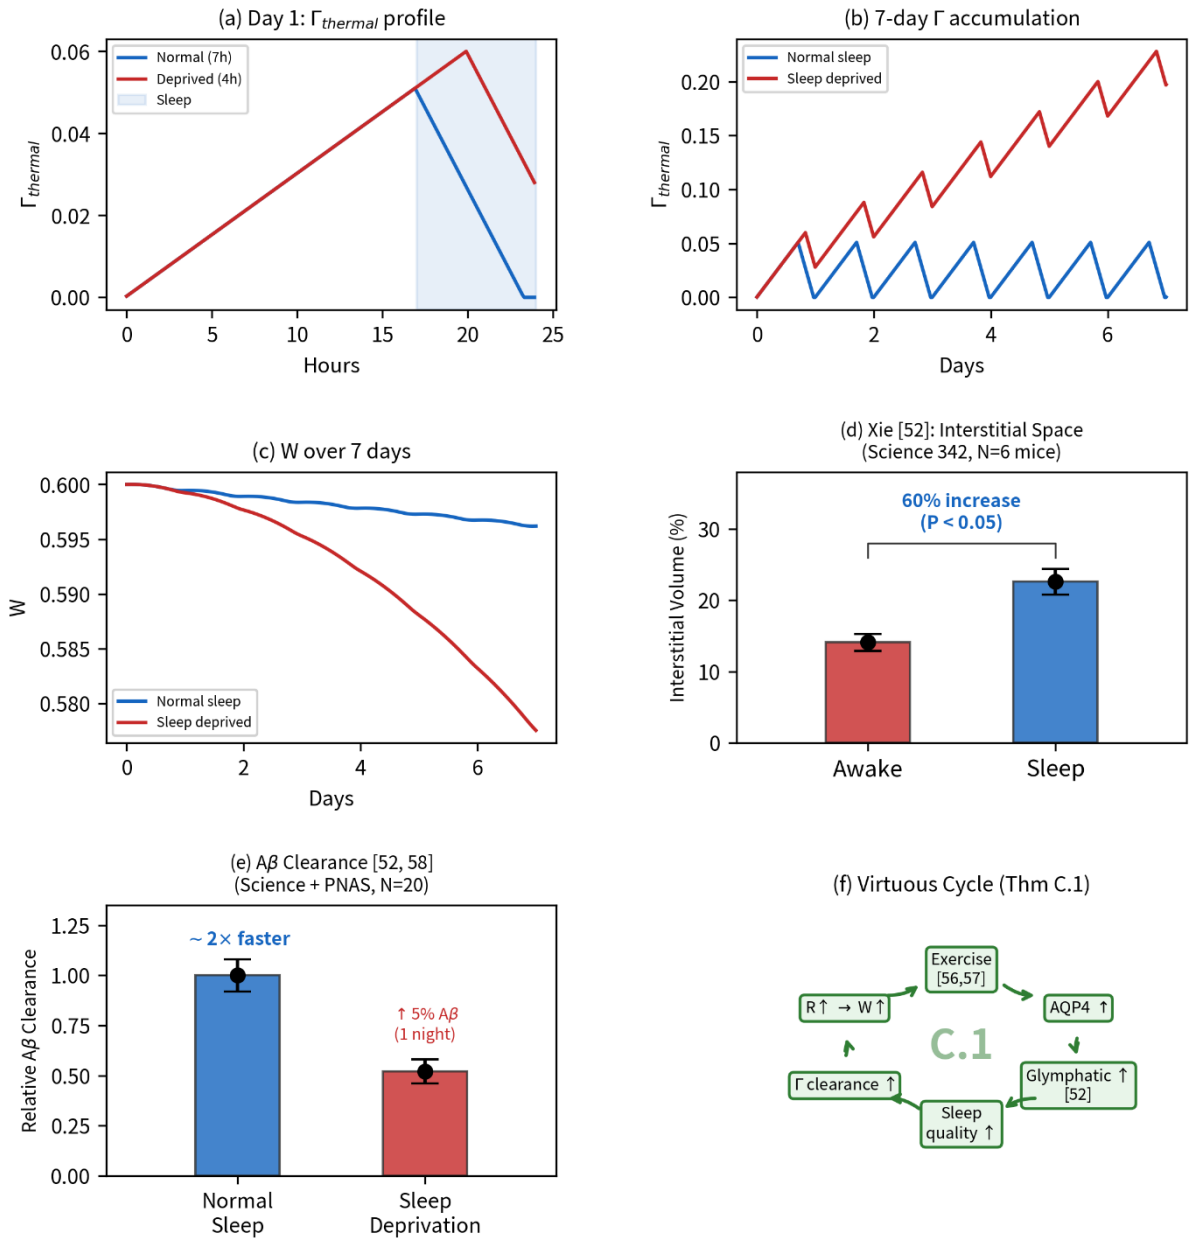 (a) Day 1: Γthermal profile
Γthermal
0.06
0.04
0.02
0.00
Normal (7h)
Deprived (4h)
Sleep
0 5 10 15 20 25
Hours
(b) 7-day Γ accumulation
Γthermal
0.20
0.15
0.10
0.05
0.00
Normal sleep
Sleep deprived
0 2 4 6
Days
(c) W over 7 days
W
0.600
0.595
0.590
0.585
0.580
Normal sleep
Sleep deprived
0 2 4 6
Days
(d) Xie [52]: Interstitial Space
(Science 342, N=6 mice)
Interstitial Volume (%)
30
20
10
0
60% increase
(P < 0.05)
Awake Sleep
(e) Aβ Clearance [52, 58]
(Science + PNAS, N=20)
Relative Aβ Clearance
1.25
1.00
0.75
0.50
0.25
0.00
~ 2× faster
↑ 5% Aβ
(1 night)
Normal
Sleep
Sleep
Deprivation
(f) Virtuous Cycle (Thm C.1)
Exercise
[56,57]
AQP4 ↑
Glymphatic ↑
[52]
Sleep
quality ↑
Γ clearance ↑
R↑ → W↑
C.1